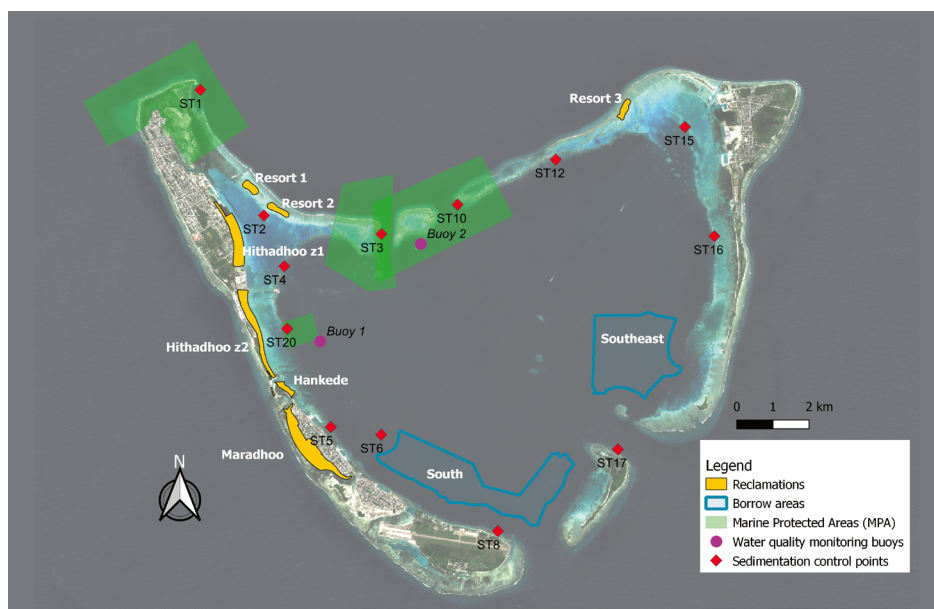 ST1
Resort 3
ST15
ST12
Resort 1
Resort 2
ST2
ST10
ST3
Buoy 2
Hithadhoo z1
ST16
ST4
ST20
Buoy 1
Hithadhoo z2
Southeast
Hankede
0 1 2 km
ST5
ST6
Maradhoo
South
ST17
N
ST8
Legend
Reclamations
Borrow areas
Marine Protected Areas (MPA)
Water quality monitoring buoys
Sedimentation control points